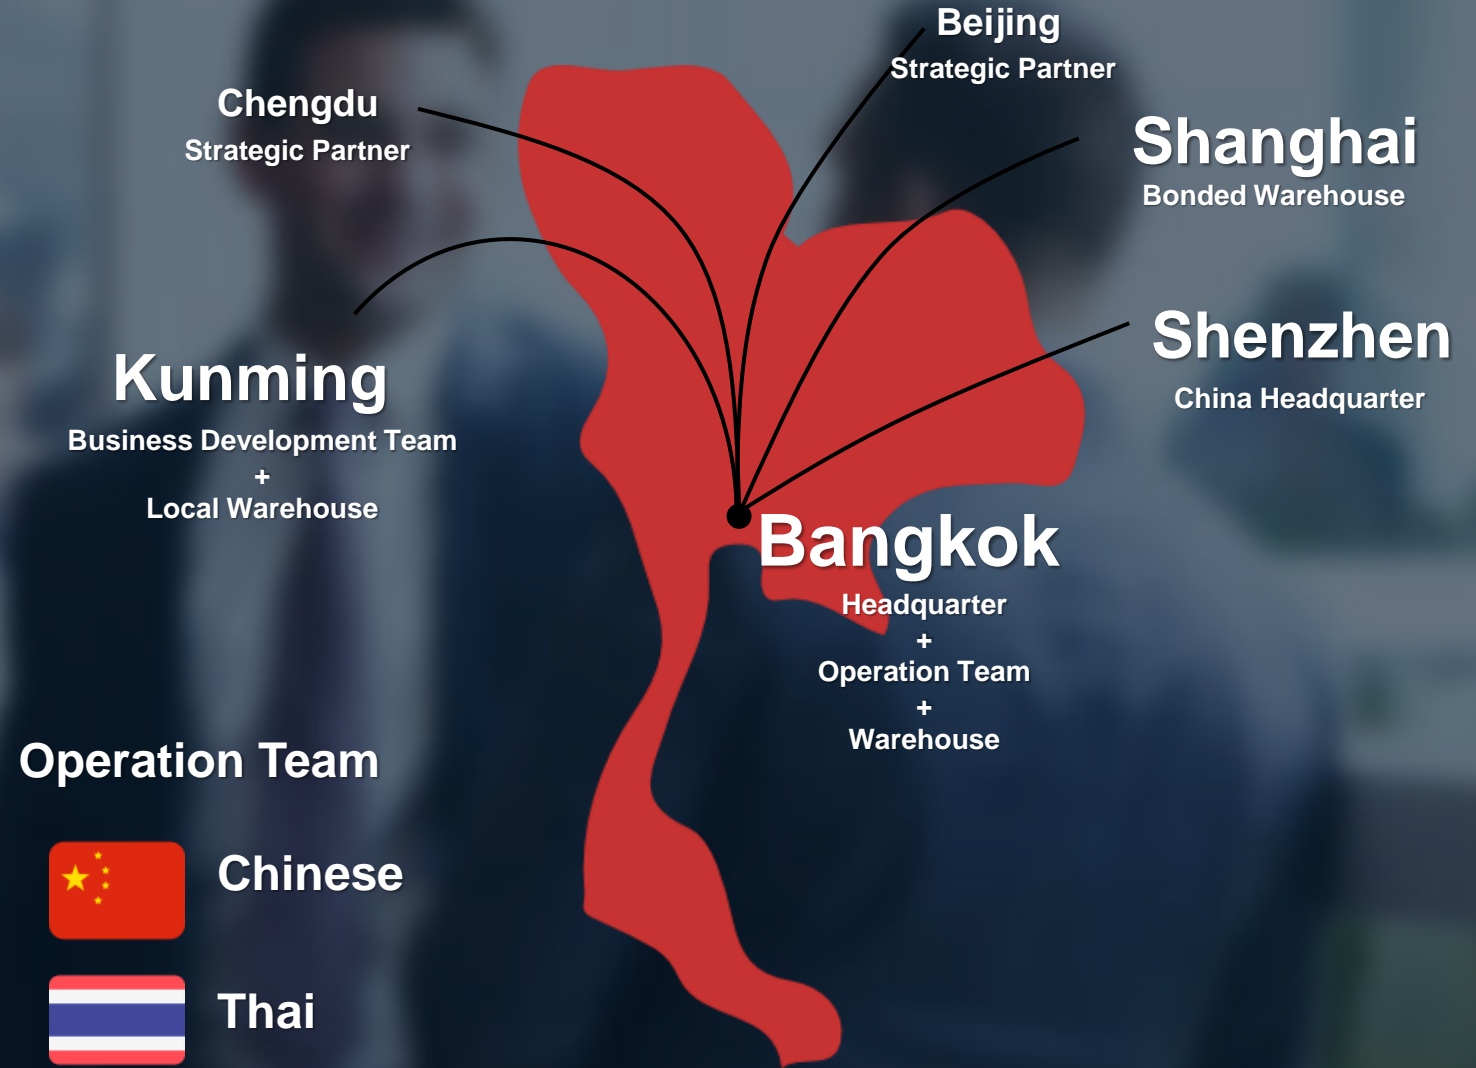 Beijing
Strategic Partner
Chengdu
Strategic Partner
Shanghai
Bonded Warehouse
Shenzhen
China Headquarter
Kunming
Business Development Team
+
Local Warehouse
Bangkok
Headquarter
+
Operation Team
+
Warehouse
Operation Team
Chinese
Thai